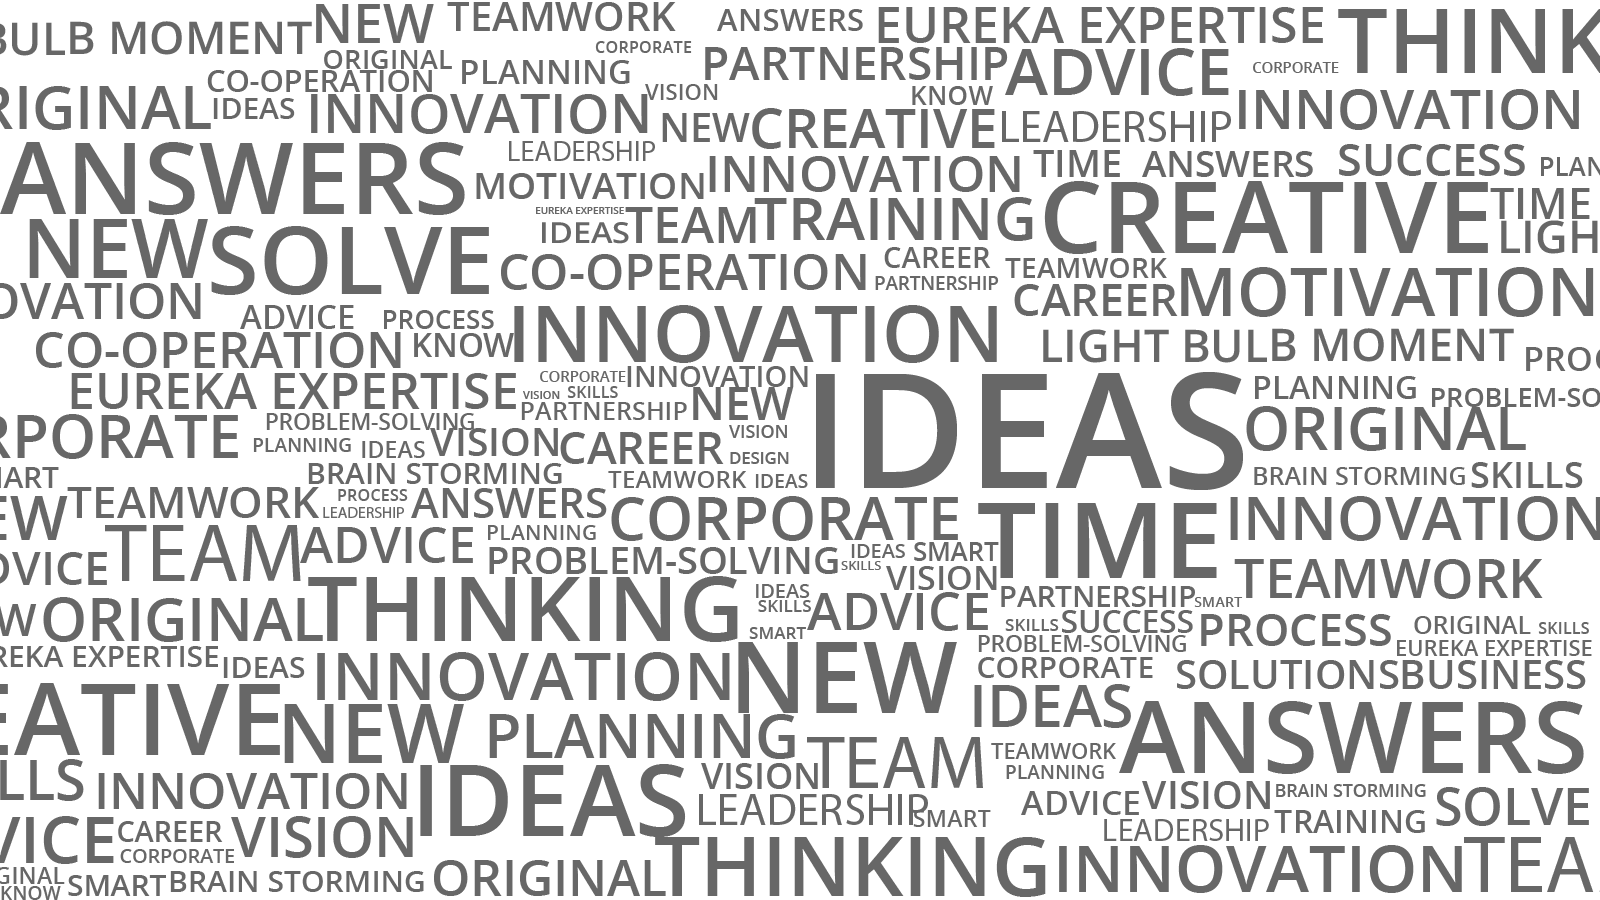 BULB MOMENT NEW TEAMWORK ANSWERS EUREKA EXPERTISE THINK
ORIGINAL CORPORATE PARTNERSHIP ADVICE CORPORATE
CO-OPERATION PLANNING VISION KNOW
RIGINAL IDEAS INNOVATION NEW CREATIVE LEADERSHIP INNOVATION
ANSWERS LEADERSHIP MOTIVATION INNOVATION TIME ANSWERS SUCCESS PLAN
EUREKA EXPERTISE CREATIVE TIME
NEW SOLVE IDEAS TEAM TRAINING LIGH
CO-OPERATION CAREER TEAMWORK
OVATION PARTNERSHIP CAREER MOTIVATION
ADVICE PROCESS INNOVATION
CO-OPERATION KNOW LIGHT BULB MOMENT PROC
EUREKA EXPERTISE CORPORATE INNOVATION IDEAS PLANNING
VISION SKILLS PROBLEM-SO
RPORATE PROBLEM-SOLVING PARTNERSHIP NEW ORIGINAL
PLANNING IDEAS VISION CAREER VISION
DESIGN
MART BRAIN STORMING TEAMWORK IDEAS BRAIN STORMING SKILLS
EW TEAMWORK PROCESS ANSWERS CORPORATE TIME INNOVATION
LEADERSHIP
TEAM ADVICE PLANNING
DVICE PROBLEM-SOLVING IDEAS SMART
SKILLS VISION TEAMWORK
W ORIGINAL THINKING IDEAS ADVICE PARTNERSHIP SMART
SKILLS
SMART SKILLS SUCCESS PROCESS ORIGINAL SKILLS
REKA EXPERTISE PROBLEM-SOLVING EUREKA EXPERTISE
IDEAS INNOVATION NEW CORPORATE SOLUTIONS BUSINESS
EATIVE NEW PLANNING IDEAS ANSWERS
TEAM TEAMWORK
ILLS INNOVATION IDEAS VISION PLANNING
LEADERSHIP SMART ADVICE VISION BRAIN STORMING SOLVE
VICE CAREER VISION LEADERSHIP TRAINING
CORPORATE
GINAL SMART BRAIN STORMING ORIGINAL THINKING INNOVATION TEA
KNOW